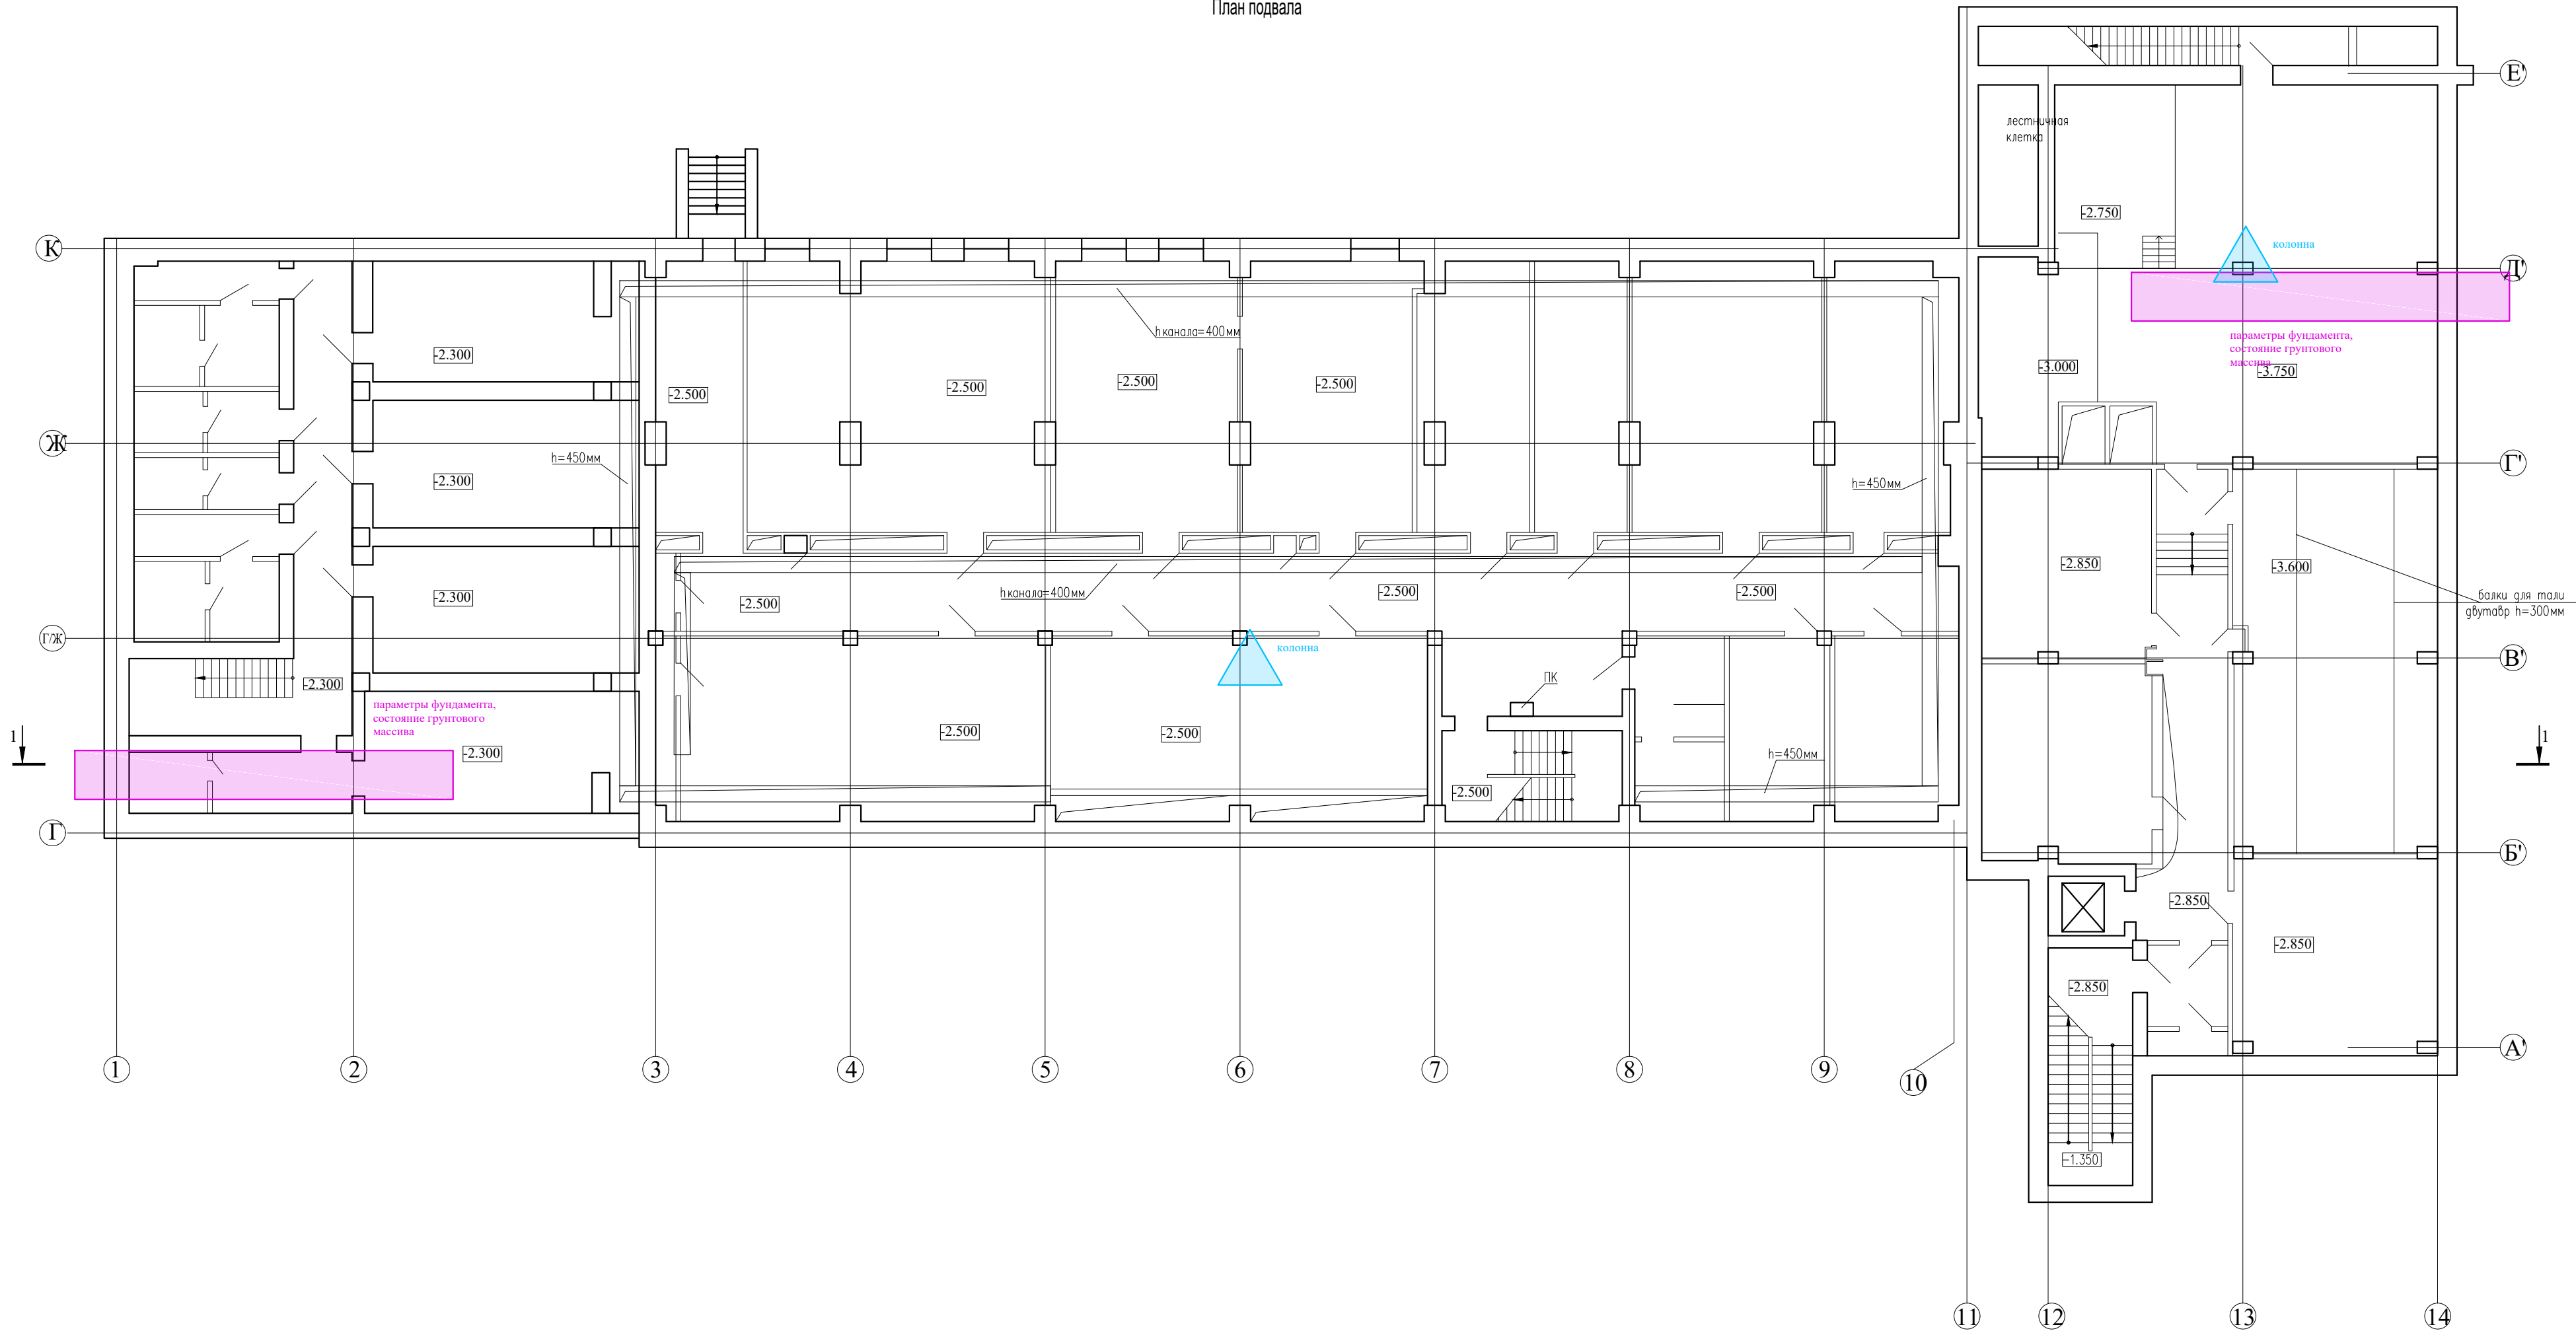 План подвала
Е'
лестничная
клетка
-2.750
колонна
К
Д'
hканала=400мм
параметры фундамента,
состояние грунтового
массива
-2.300
-2.500
-2.500
-2.500
-2.500
-3.000
-3.750
Ж
h=450мм
-2.300
h=450мм
Г'
-2.850
-3.600
балки для тали
двутавр h=300мм
-2.300
-2.500
hканала=400мм
-2.500
-2.500
Г/Ж
колонна
В'
-2.300
ПК
параметры фундамента,
состояние грунтового
массива
1
-2.300
-2.500
-2.500
h=450мм
1
-2.500
Г
Б'
-2.850
-2.850
-2.850
А'
1
2
3
4
5
6
7
8
9
10
-1.350
11
12
13
14